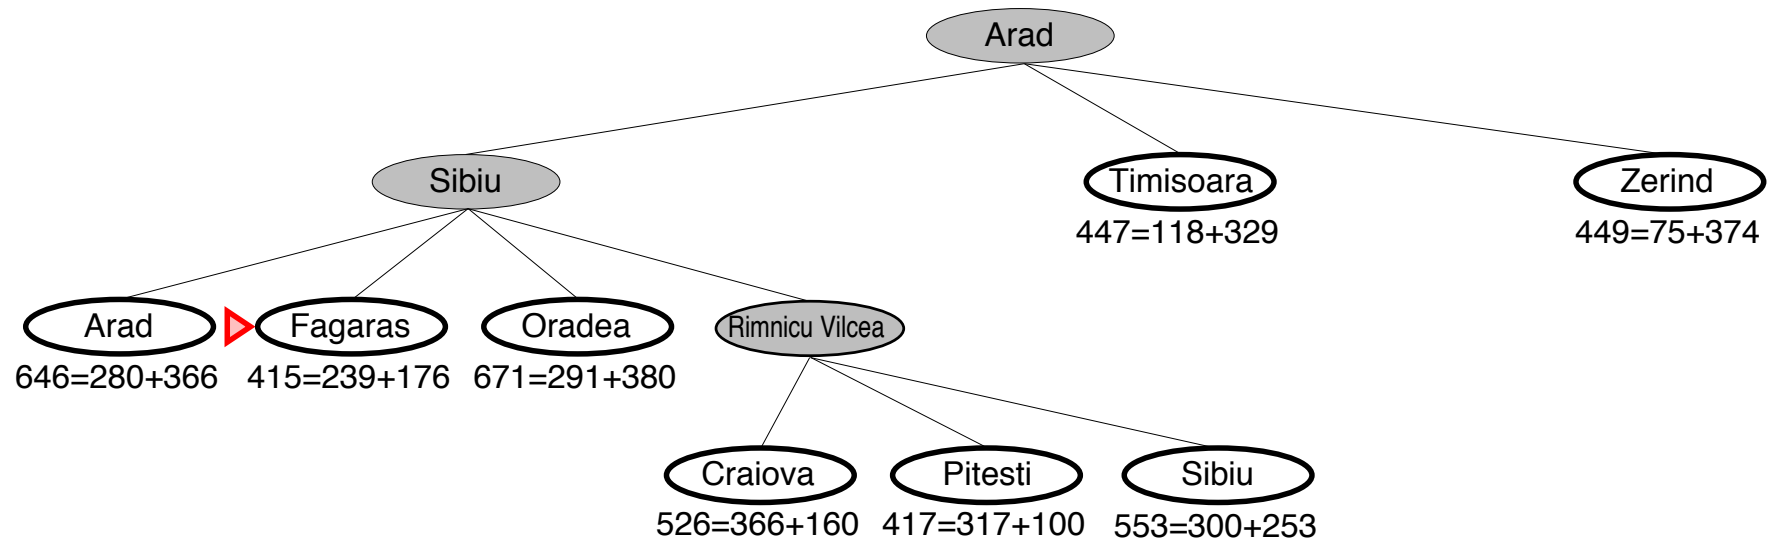 Arad
Sibiu
Timisoara
Zerind
447=118+329
449=75+374
Arad
Fagaras
Oradea
Rimnicu Vilcea
646=280+366
415=239+176
671=291+380
Craiova
Pitesti
Sibiu
526=366+160
417=317+100
553=300+253